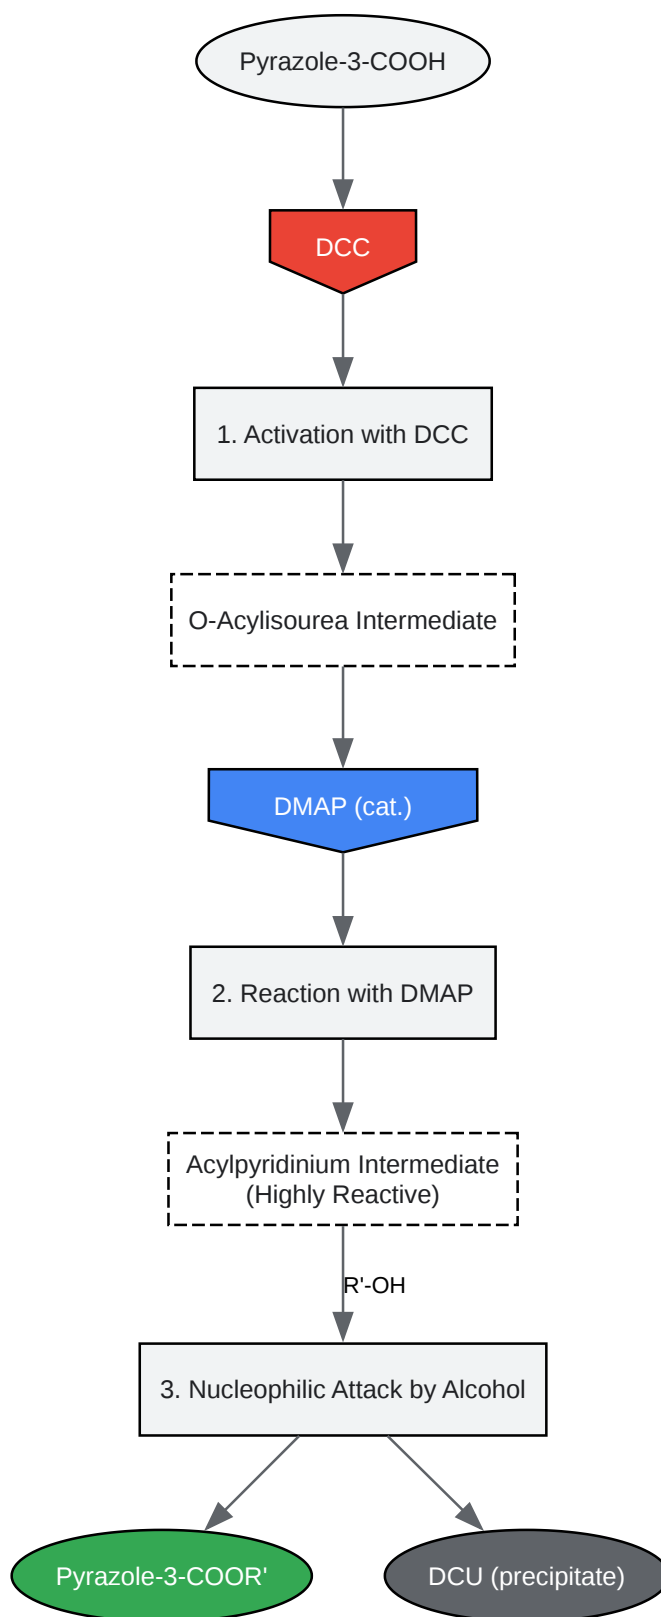 Pyrazole-3-COOH
DCC
1. Activation with DCC
O-Acylisourea Intermediate
DMAP (cat.)
2. Reaction with DMAP
Acylpyridinium Intermediate
(Highly Reactive)
R'-OH
3. Nucleophilic Attack by Alcohol
Pyrazole-3-COOR'
DCU (precipitate)